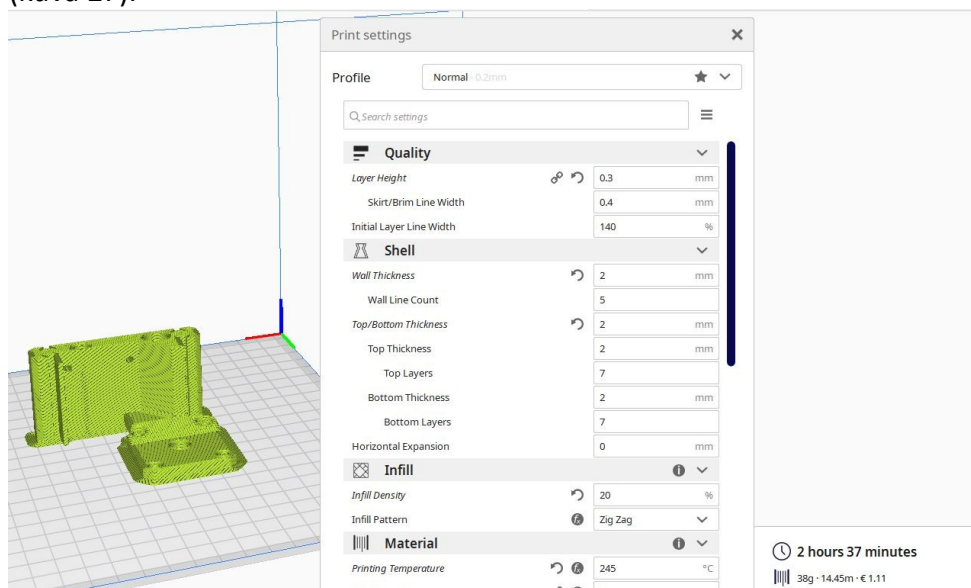 Print settings
Profile Normal - 0.2mm
Search settings
Quality
Layer Height 0.3 mm
Skirt/Brim Line Width 0.4 mm
Initial Layer Line Width 140 %
Shell
Wall Thickness 2 mm
Wall Line Count 5
Top/Bottom Thickness 2 mm
Top Thickness 2 mm
Top Layers 7
Bottom Thickness 2 mm
Bottom Layers 7
Horizontal Expansion 0 mm
Infill
Infill Density 20 %
Infill Pattern Zig Zag
Material
Printing Temperature 245 °C
2 hours 37 minutes
38g · 14.45m · € 1.11